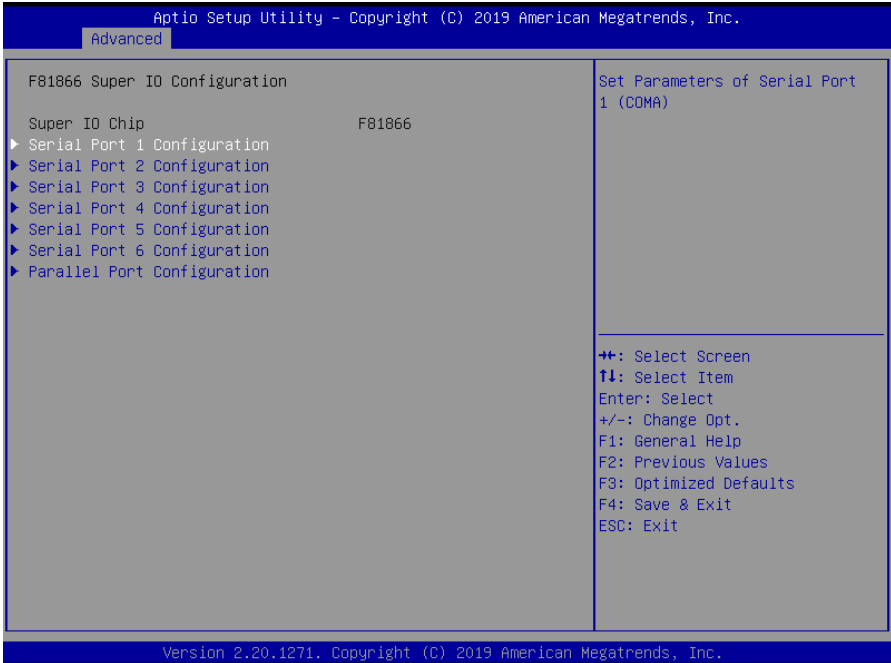 Aptio Setup Utility – Copyright (C) 2019 American Megatrends, Inc.
Advanced
F81866 Super IO Configuration
Super IO Chip F81866
Serial Port 1 Configuration
Serial Port 2 Configuration
Serial Port 3 Configuration
Serial Port 4 Configuration
Serial Port 5 Configuration
Serial Port 6 Configuration
Parallel Port Configuration
Set Parameters of Serial Port
1 (COMA)
→←: Select Screen
↑↓: Select Item
Enter: Select
+/-: Change Opt.
F1: General Help
F2: Previous Values
F3: Optimized Defaults
F4: Save & Exit
ESC: Exit
Version 2.20.1271. Copyright (C) 2019 American Megatrends, Inc.